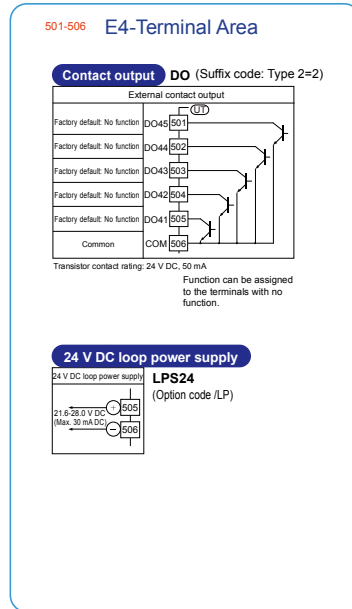 501-506 E4-Terminal Area
Contact output DO (Suffix code: Type 2=2)
External contact output
UT
Factory default: No function DO45 501
Factory default: No function DO44 502
Factory default: No function DO43 503
Factory default: No function DO42 504
Factory default: No function DO41 505
Common COM 506
Transistor contact rating: 24 V DC, 50 mA
Function can be assigned
to the terminals with no
function.
24 V DC loop power supply
24 V DC loop power supply LPS24
(Option code /LP)
21.6-28.0 V DC + 505
(Max. 30 mA DC) − 506